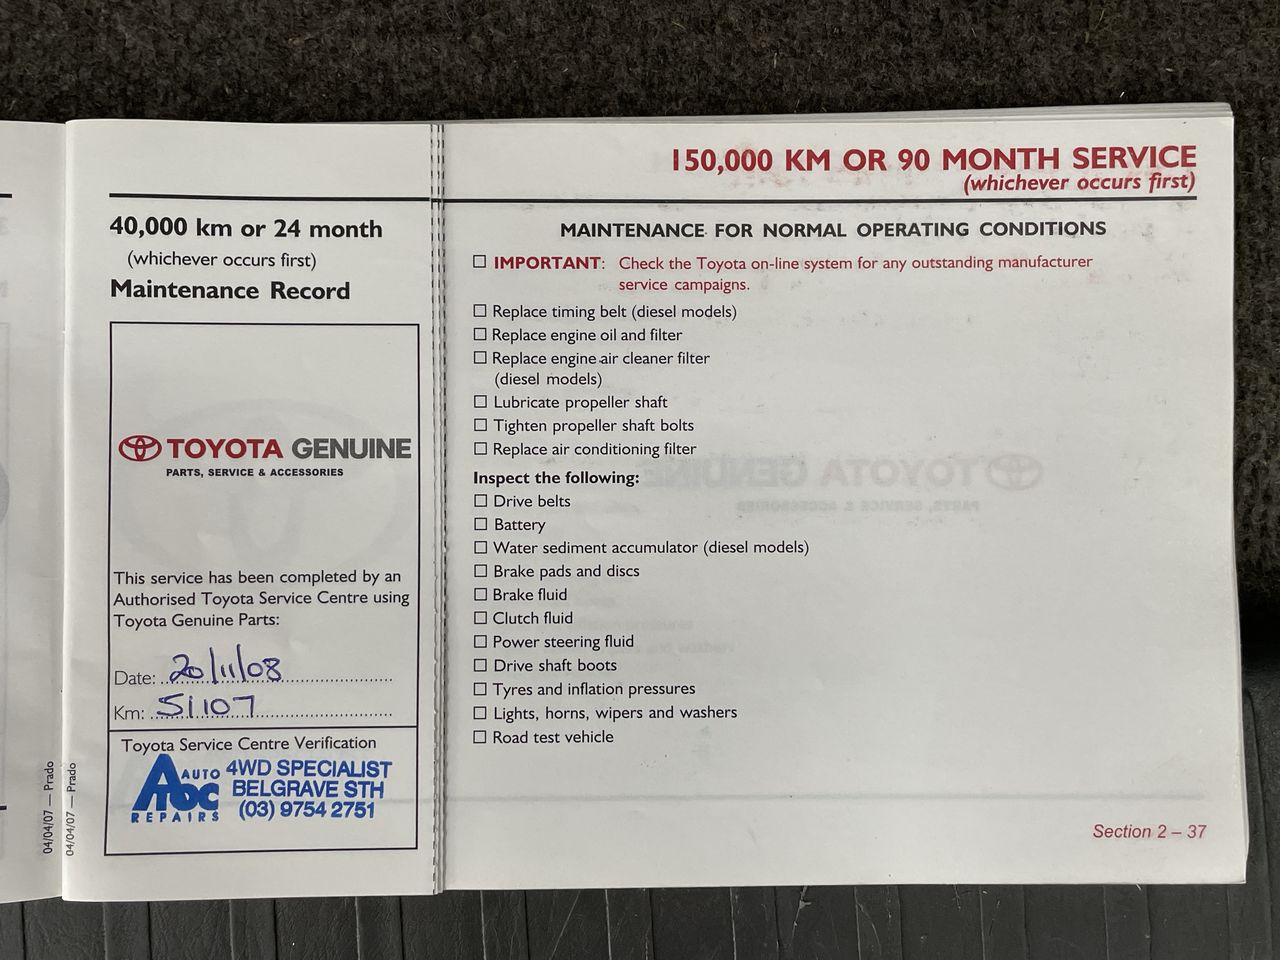 40,000 km or 24 month
(whichever occurs first)
Maintenance Record
TOYOTA GENUINE
PARTS, SERVICE & ACCESSORIES
This service has been completed by an
Authorised Toyota Service Centre using
Toyota Genuine Parts:
Date: 20/11/08
Km: 51107
Toyota Service Centre Verification
AUTO
Atoc
REPAIRS
4WD SPECIALIST
BELGRAVE STH
(03) 9754 2751
04/04/07 — Prado
04/04/07 — Prado
150,000 KM OR 90 MONTH SERVICE
(whichever occurs first)
MAINTENANCE FOR NORMAL OPERATING CONDITIONS
IMPORTANT: Check the Toyota on-line system for any outstanding manufacturer
service campaigns.
Replace timing belt (diesel models)
Replace engine oil and filter
Replace engine air cleaner filter
(diesel models)
Lubricate propeller shaft
Tighten propeller shaft bolts
Replace air conditioning filter
Inspect the following:
Drive belts
Battery
Water sediment accumulator (diesel models)
Brake pads and discs
Brake fluid
Clutch fluid
Power steering fluid
Drive shaft boots
Tyres and inflation pressures
Lights, horns, wipers and washers
Road test vehicle
Section 2 – 37